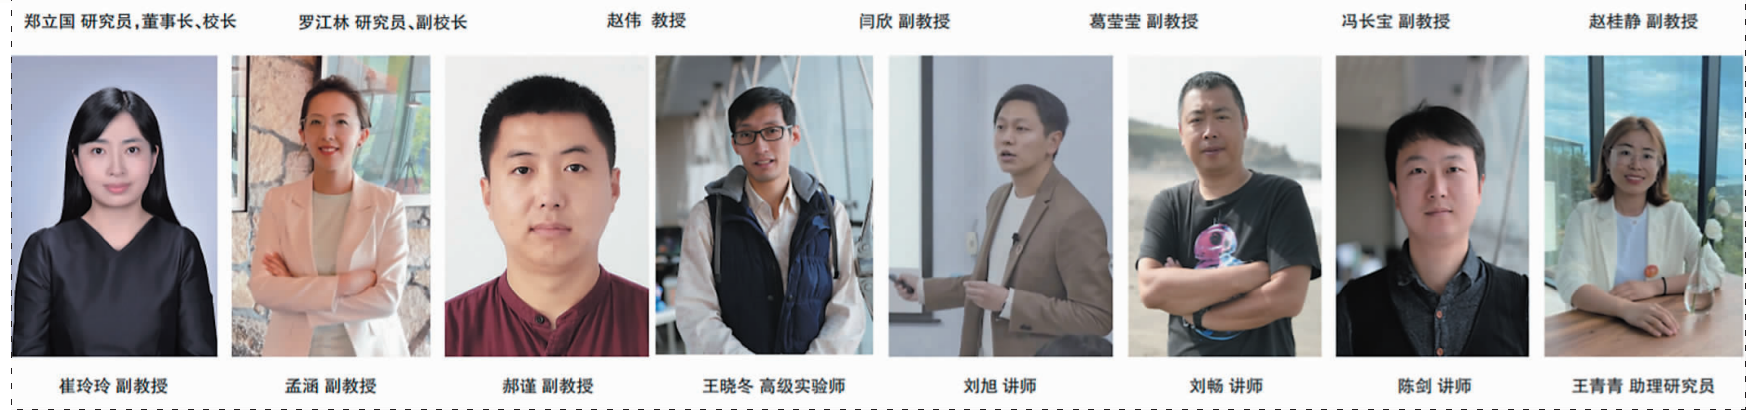 郑立国 研究员,董事长、校长 罗江林 研究员、副校长 赵伟 教授 闫欣 副教授 葛莹莹 副教授 冯长宝 副教授 赵桂静 副教授
崔玲玲 副教授 孟涵 副教授 郝谨 副教授 王晓冬 高级实验师 刘旭 讲师 刘畅 讲师 陈剑 讲师 王青青 助理研究员